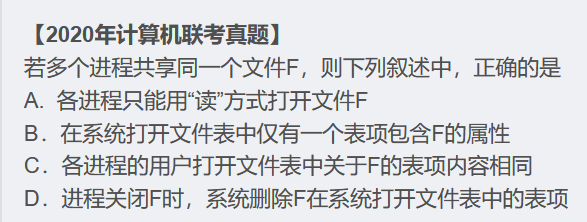 【2020年计算机联考真题】
若多个进程共享同一个文件F，则下列叙述中，正确的是
A. 各进程只能用“读”方式打开文件F
B．在系统打开文件表中仅有一个表项包含F的属性
C．各进程的用户打开文件表中关于F的表项内容相同
D．进程关闭F时，系统删除F在系统打开文件表中的表项